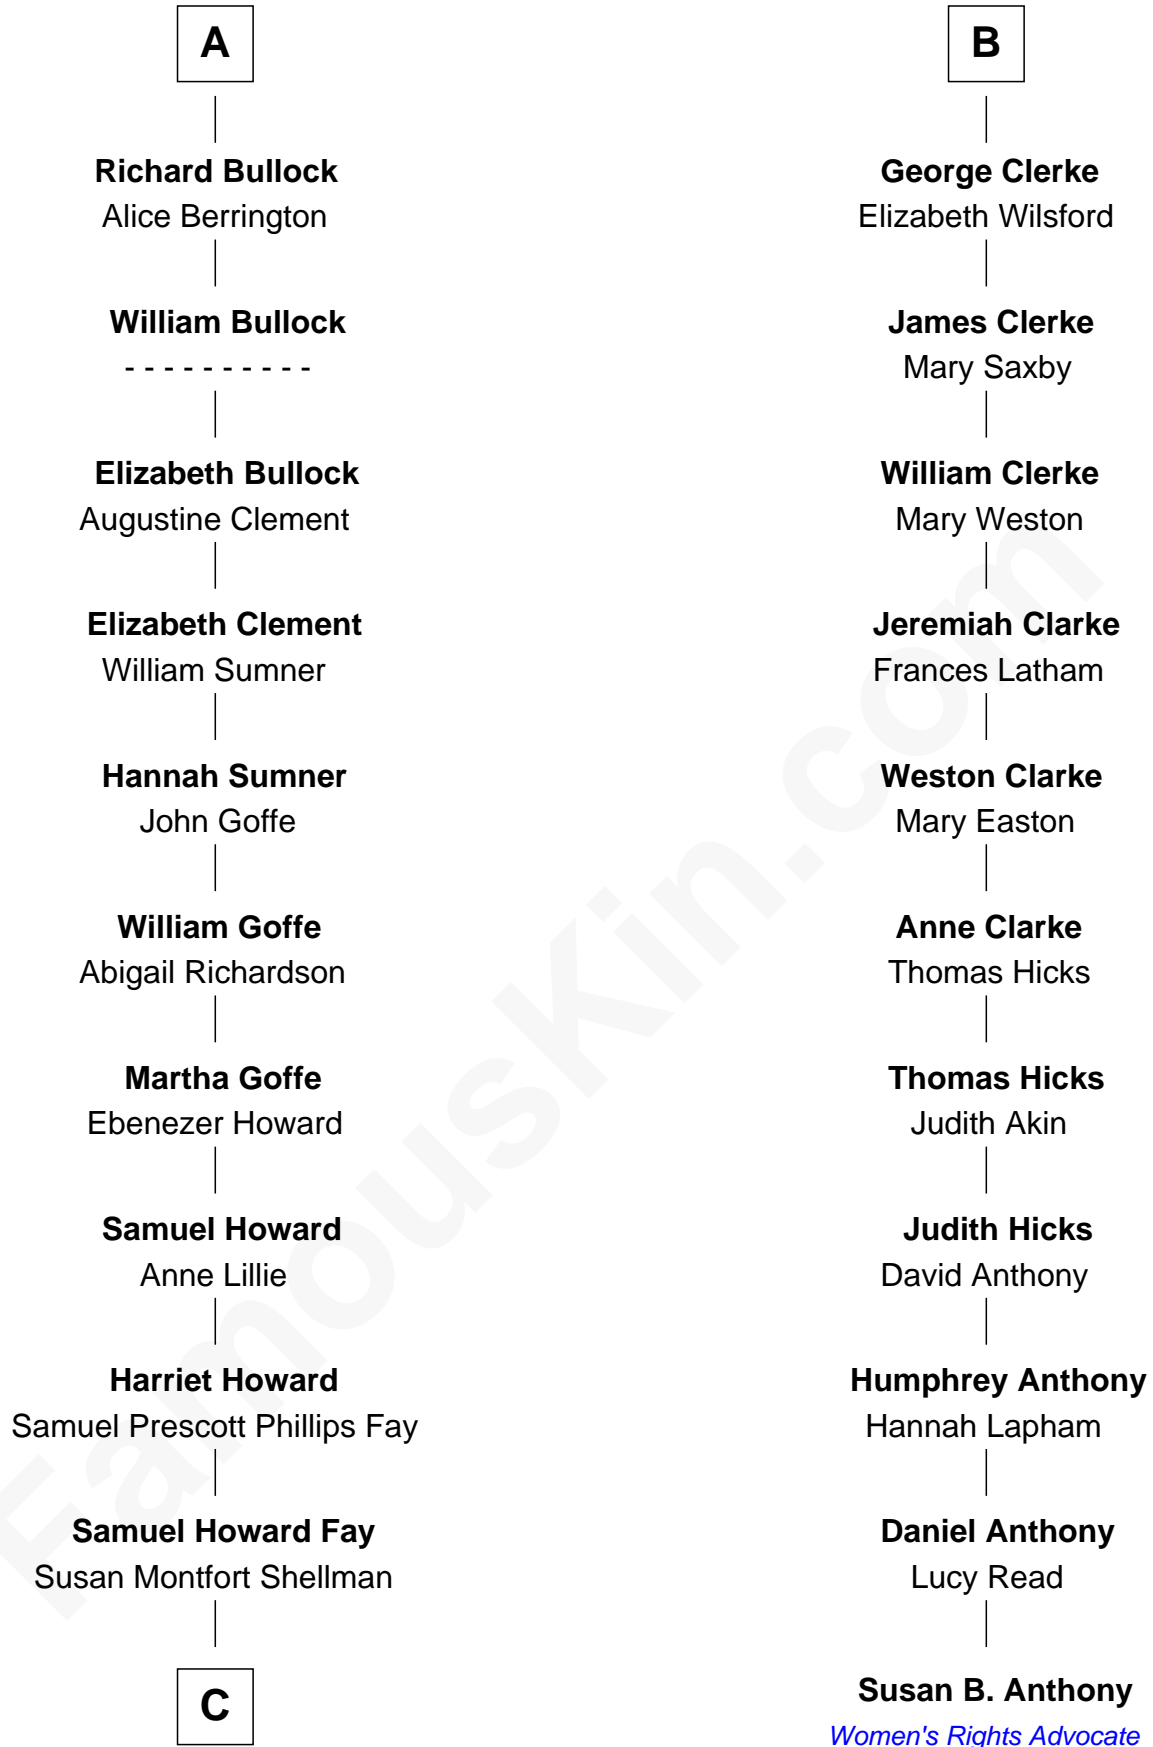 A
Richard Bullock
Alice Berrington
William Bullock
- - - - - - - - - -
Elizabeth Bullock
Augustine Clement
Elizabeth Clement
William Sumner
Hannah Sumner
John Goffe
William Goffe
Abigail Richardson
Martha Goffe
Ebenezer Howard
Samuel Howard
Anne Lillie
Harriet Howard
Samuel Prescott Phillips Fay
Samuel Howard Fay
Susan Montfort Shellman
C
B
George Clerke
Elizabeth Wilsford
James Clerke
Mary Saxby
William Clerke
Mary Weston
Jeremiah Clarke
Frances Latham
Weston Clarke
Mary Easton
Anne Clarke
Thomas Hicks
Thomas Hicks
Judith Akin
Judith Hicks
David Anthony
Humphrey Anthony
Hannah Lapham
Daniel Anthony
Lucy Read
Susan B. Anthony
Women's Rights Advocate
FamousKin.com